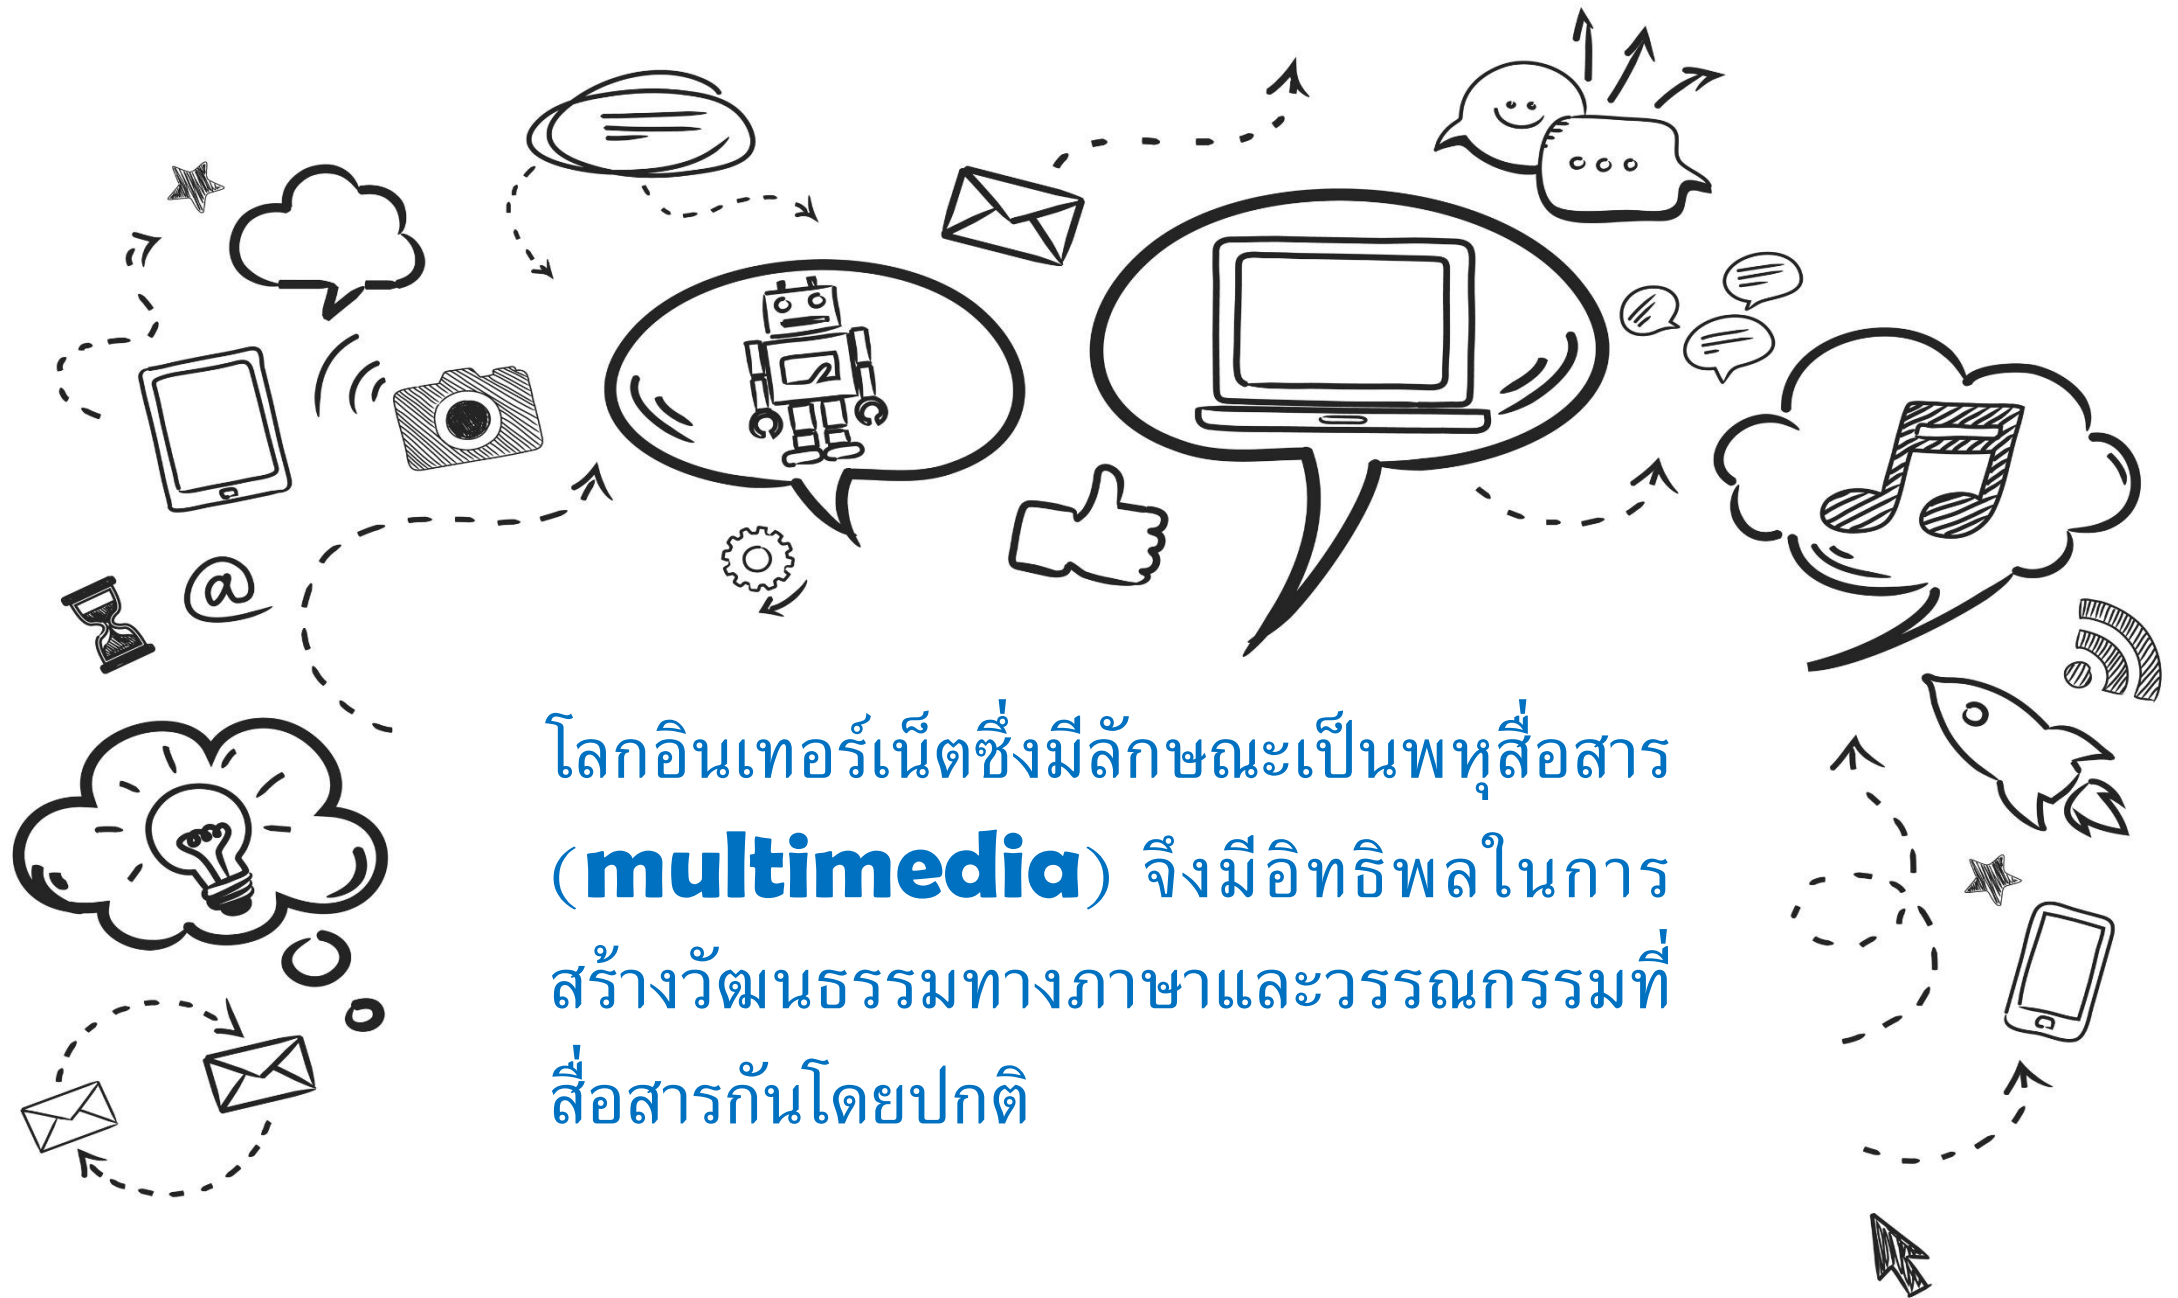 โลกอินเทอร์เน็ตซึ่งมีลักษณะเป็นพหุสื่อสาร
(multimedia) จึงมีอิทธิพลในการ
สร้างวัฒนธรรมทางภาษาและวรรณกรรมที่
สื่อสารกันโดยปกติ